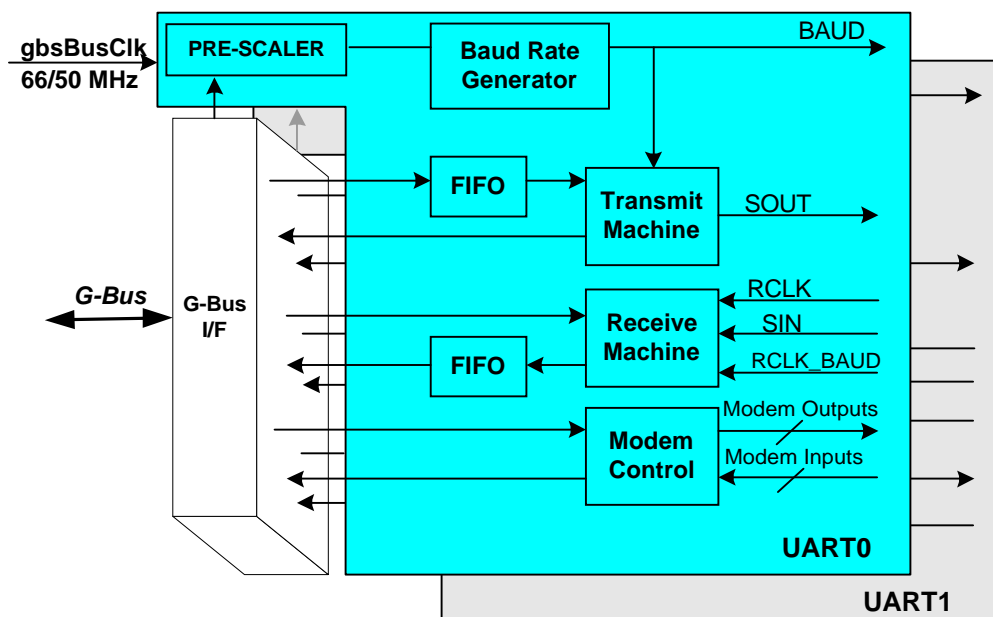 gbsBusClk
66/50 MHz
PRE-SCALER
Baud Rate
Generator
BAUD
FIFO
Transmit
Machine
SOUT
G-Bus
G-Bus
I/F
Receive
Machine
RCLK
SIN
RCLK_BAUD
FIFO
Modem
Control
Modem Outputs
Modem Inputs
UART0
UART1